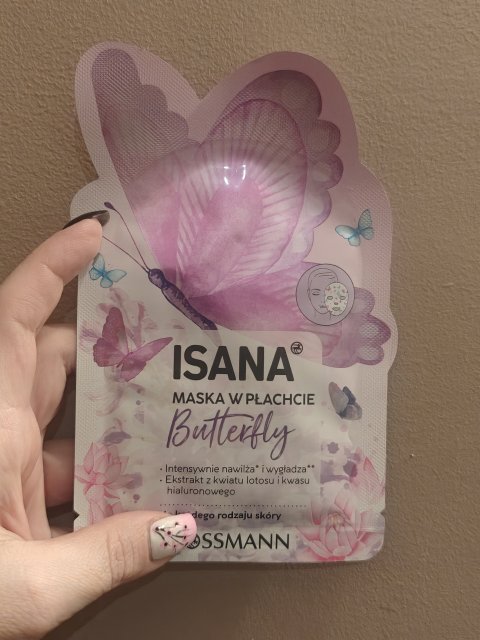 ISANA
MASKA W PŁACHCIE
Butterfly
• Intensywnie nawilża* i wygładza**
• Ekstrakt z kwiatu lotosu i kwasu
hialuronowego
rodzaju skóry